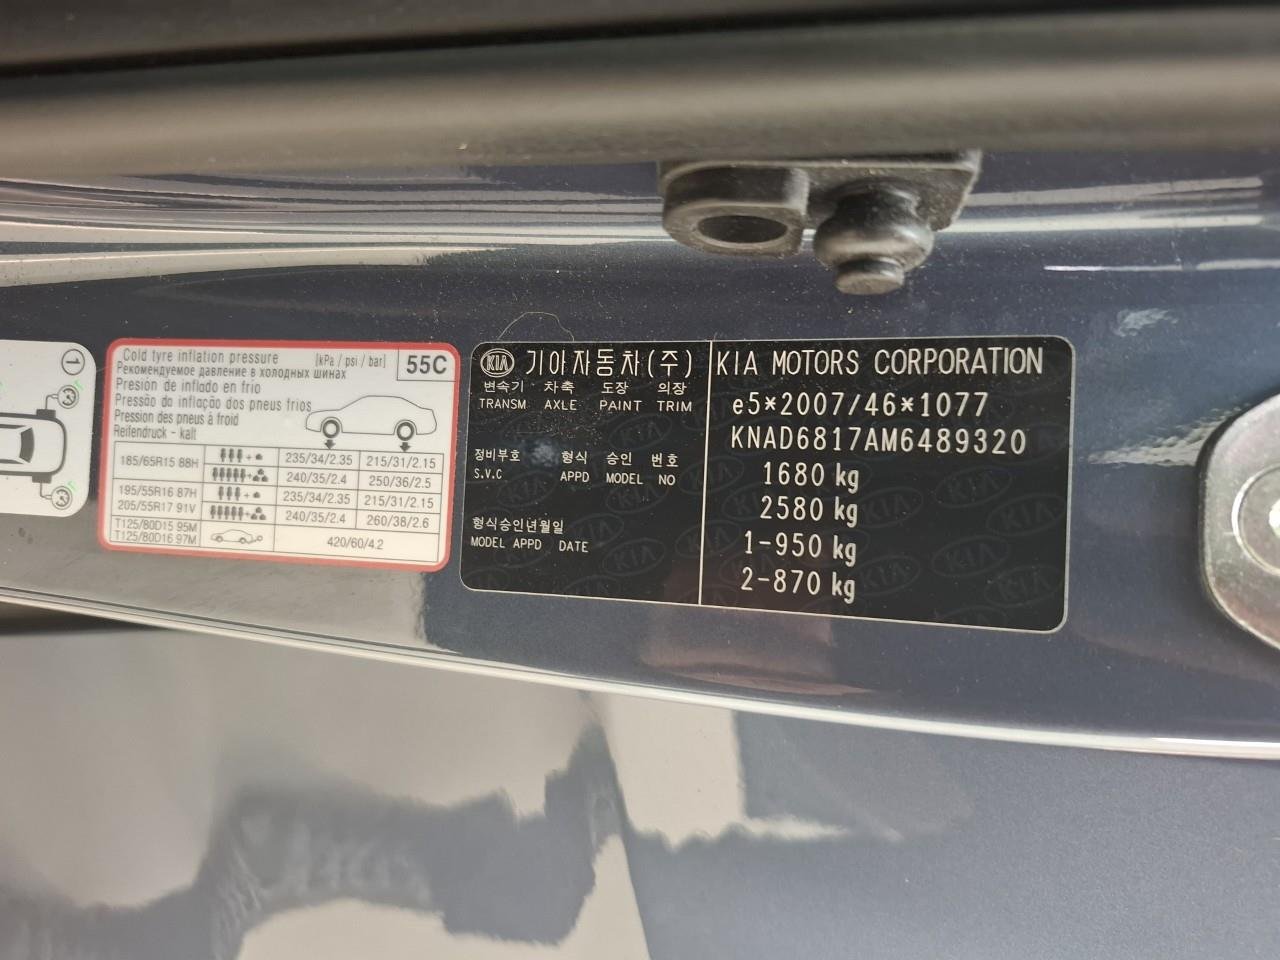 1
Cold tyre inflation pressure [kPa / psi / bar] 55C
Рекомендуемое давление в холодных шинах
Presión de inflado en frio
Pressão da inflação dos pneus frios
Pression des pneus à froid
Reifendruck - kalt
185/65R15 88H 235/34/2.35 215/31/2.15
240/35/2.4 250/36/2.5
195/55R16 87H 235/34/2.35 215/31/2.15
205/55R17 91V 240/35/2.4 260/38/2.6
T125/80D15 95M
T125/80D16 97M 420/60/4.2
KIA 기아자동차(주)
변속기 차축 도장 의장
TRANSM AXLE PAINT TRIM
정비부호 형식 승인 번호
S.V.C APPD MODEL NO
형식승인년월일
MODEL APPD DATE
KIA MOTORS CORPORATION
e5*2007/46*1077
KNAD6817AM6489320
1680 kg
2580 kg
1-950 kg
2-870 kg